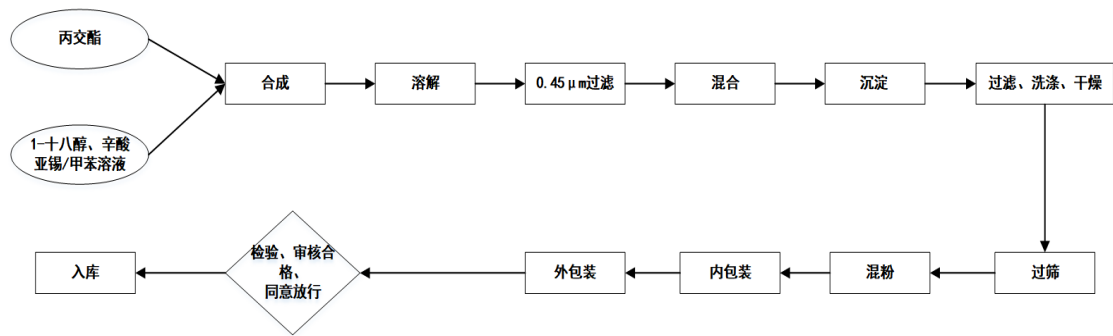 丙交酯
1-十八醇、辛酸
亚锡/甲苯溶液
合成
溶解
0.45μm过滤
混合
沉淀
过滤、洗涤、干燥
过筛
混粉
内包装
外包装
检验、审核合
格、
同意放行
入库